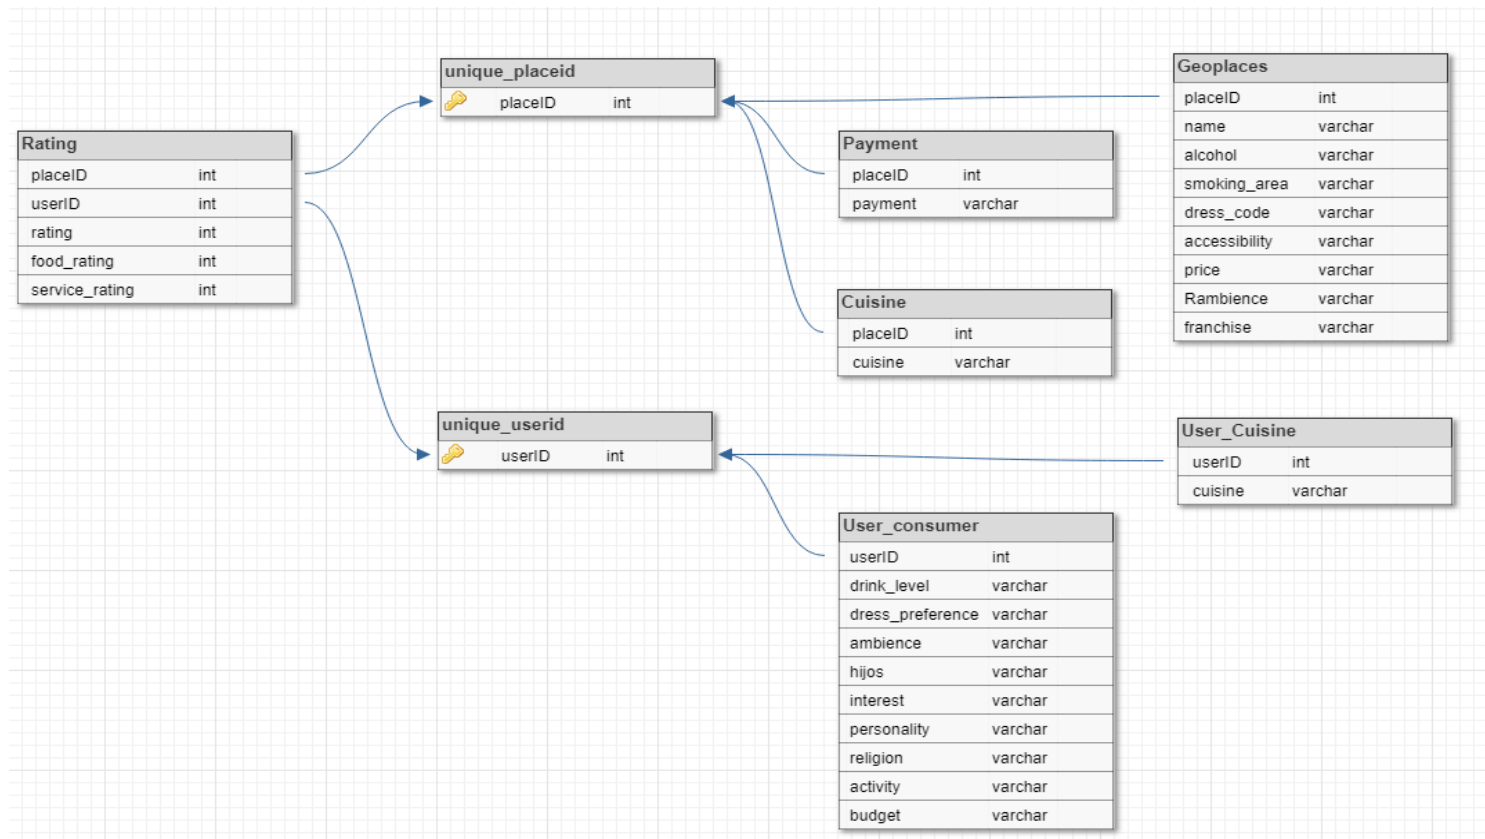 unique_placeid
placeID int
Geoplaces
placeID int
name varchar
alcohol varchar
smoking_area varchar
dress_code varchar
accessibility varchar
price varchar
Rambience varchar
franchise varchar
Rating
placeID int
userID int
rating int
food_rating int
service_rating int
Payment
placeID int
payment varchar
Cuisine
placeID int
cuisine varchar
unique_userid
userID int
User_Cuisine
userID int
cuisine varchar
User_consumer
userID int
drink_level varchar
dress_preference varchar
ambience varchar
hijos varchar
interest varchar
personality varchar
religion varchar
activity varchar
budget varchar